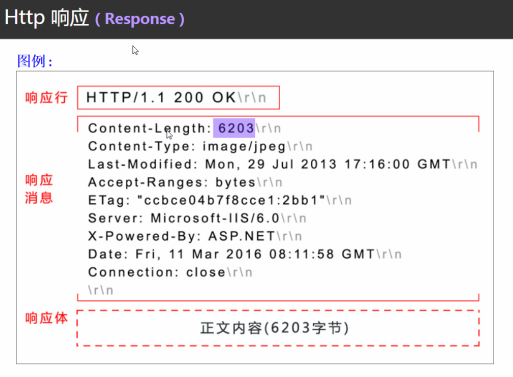 Http 响应 ( Response )
图例：
响应行
HTTP/1.1 200 OK\r\n
Content-Length: 6203\r\n
Content-Type: image/jpeg\r\n
Last-Modified: Mon, 29 Jul 2013 17:16:00 GMT\r\n
响应
消息
Accept-Ranges: bytes\r\n
ETag: "ccbce04b7f8cce1:2bb1"\r\n
Server: Microsoft-IIS/6.0\r\n
X-Powered-By: ASP.NET\r\n
Date: Fri, 11 Mar 2016 08:11:58 GMT\r\n
Connection: close\r\n
\r\n
响应体
正文内容(6203字节)